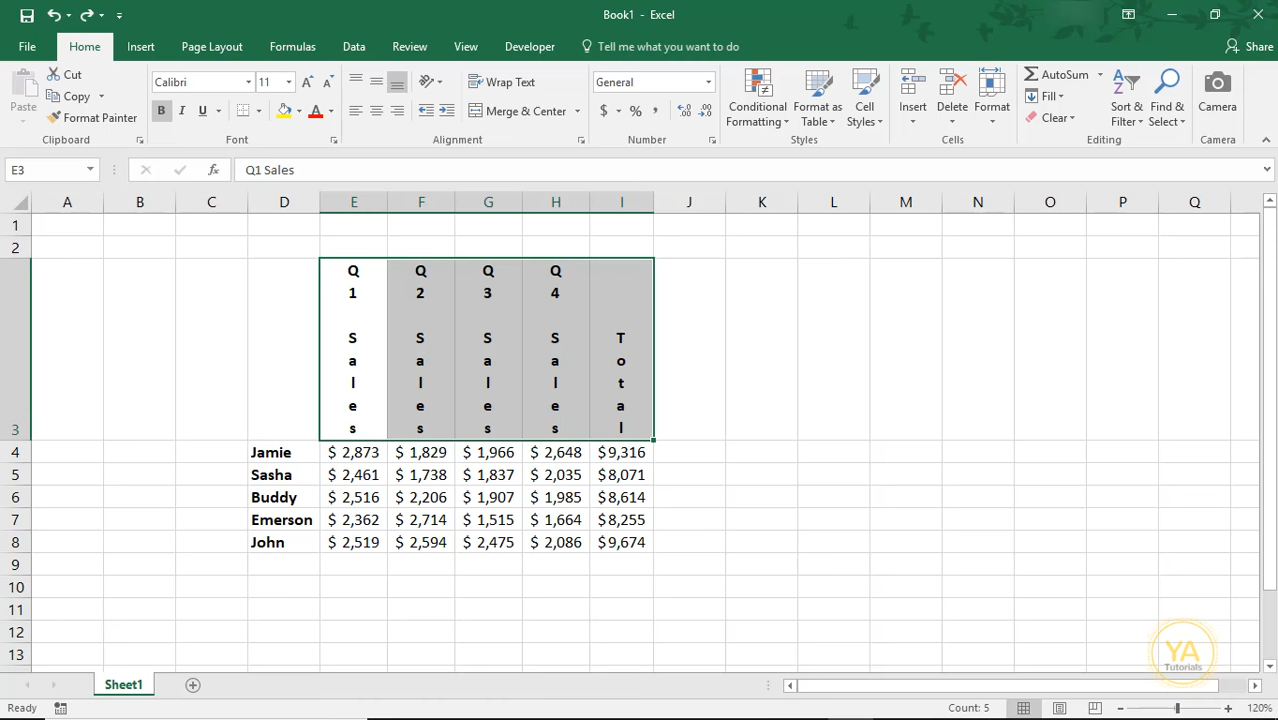 Book1 - Excel
File Home Insert Page Layout Formulas Data Review View Developer Tell me what you want to do Share
Paste
Cut
Copy
Format Painter
Clipboard
Calibri 11
B I U A A A
Font
Wrap Text
Merge & Center
Alignment
General
$ % ,
Number
Conditional Formatting
Format as Table
Cell Styles
Styles
Insert Delete Format
Cells
AutoSum
Fill
Clear
Sort & Filter
Find & Select
Editing
Camera
Camera
E3 fx Q1 Sales
A B C D E F G H I J K L M N O P Q
1
2
3 Q1 Sales Q2 Sales Q3 Sales Q4 Sales Total
4 Jamie $ 2,873 $ 1,829 $ 1,966 $ 2,648 $9,316
5 Sasha $ 2,461 $ 1,738 $ 1,837 $ 2,035 $8,071
6 Buddy $ 2,516 $ 2,206 $ 1,907 $ 1,985 $8,614
7 Emerson $ 2,362 $ 2,714 $ 1,515 $ 1,664 $8,255
8 John $ 2,519 $ 2,594 $ 2,475 $ 2,086 $9,674
9
10
11
12
13
YA
Tutorials
Sheet1
Ready Count: 5 120%